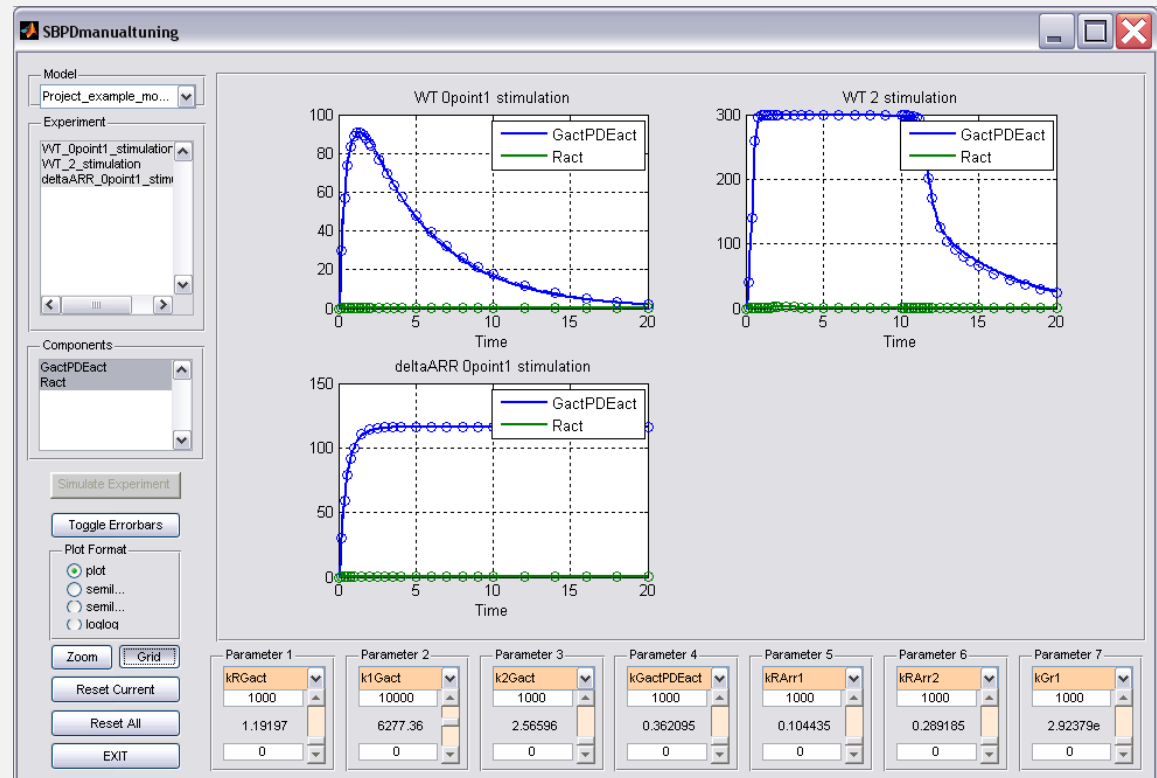 SBPDmanualtuning
Model
Project_example_mo...
Experiment
WT_0point1_stimulation
WT_2_stimulation
deltaARR_0point1_stimu
Components
GactPDEact
Ract
Simulate Experiment
Toggle Errorbars
Plot Format
plot
semil...
semil...
loglog
Zoom
Grid
Reset Current
Reset All
EXIT
WT 0point1 stimulation
100
80
60
40
20
0
0
5
10
15
20
Time
GactPDEact
Ract
WT 2 stimulation
300
200
100
0
0
5
10
15
20
Time
GactPDEact
Ract
deltaARR 0point1 stimulation
150
100
50
0
0
5
10
15
20
Time
GactPDEact
Ract
Parameter 1
kRGact
1000
1.19197
0
Parameter 2
k1Gact
10000
6277.36
0
Parameter 3
k2Gact
1000
2.56596
0
Parameter 4
kGactPDEact
1000
0.362095
0
Parameter 5
kRArr1
1000
0.104435
0
Parameter 6
kRArr2
1000
0.289185
0
Parameter 7
kGr1
1000
2.92379e
0